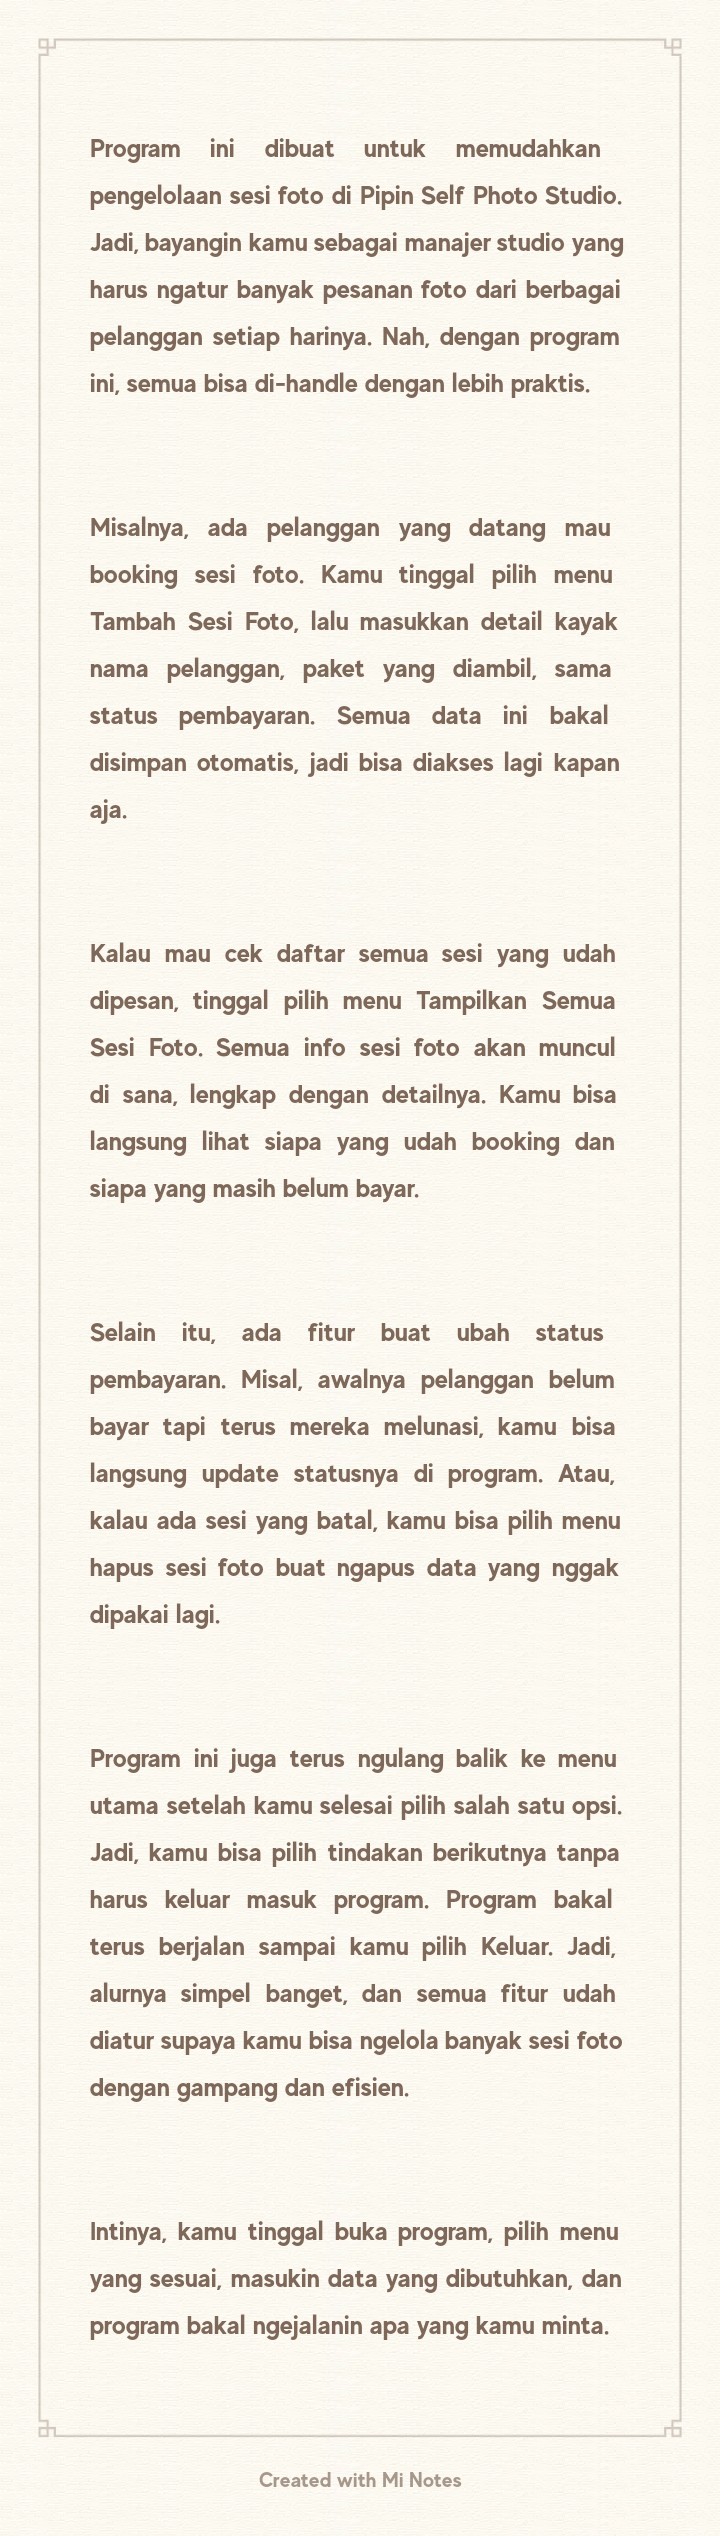 Program ini dibuat untuk memudahkan
pengelolaan sesi foto di Pipin Self Photo Studio.
Jadi, bayangin kamu sebagai manajer studio yang
harus ngatur banyak pesanan foto dari berbagai
pelanggan setiap harinya. Nah, dengan program
ini, semua bisa di-handle dengan lebih praktis.
Misalnya, ada pelanggan yang datang mau
booking sesi foto. Kamu tinggal pilih menu
Tambah Sesi Foto, lalu masukkan detail kayak
nama pelanggan, paket yang diambil, sama
status pembayaran. Semua data ini bakal
disimpan otomatis, jadi bisa diakses lagi kapan
aja.
Kalau mau cek daftar semua sesi yang udah
dipesan, tinggal pilih menu Tampilkan Semua
Sesi Foto. Semua info sesi foto akan muncul
di sana, lengkap dengan detailnya. Kamu bisa
langsung lihat siapa yang udah booking dan
siapa yang masih belum bayar.
Selain itu, ada fitur buat ubah status
pembayaran. Misal, awalnya pelanggan belum
bayar tapi terus mereka melunasi, kamu bisa
langsung update statusnya di program. Atau,
kalau ada sesi yang batal, kamu bisa pilih menu
hapus sesi foto buat ngapus data yang nggak
dipakai lagi.
Program ini juga terus ngulang balik ke menu
utama setelah kamu selesai pilih salah satu opsi.
Jadi, kamu bisa pilih tindakan berikutnya tanpa
harus keluar masuk program. Program bakal
terus berjalan sampai kamu pilih Keluar. Jadi,
alurnya simpel banget, dan semua fitur udah
diatur supaya kamu bisa ngelola banyak sesi foto
dengan gampang dan efisien.
Intinya, kamu tinggal buka program, pilih menu
yang sesuai, masukin data yang dibutuhkan, dan
program bakal ngejalanin apa yang kamu minta.
Created with Mi Notes